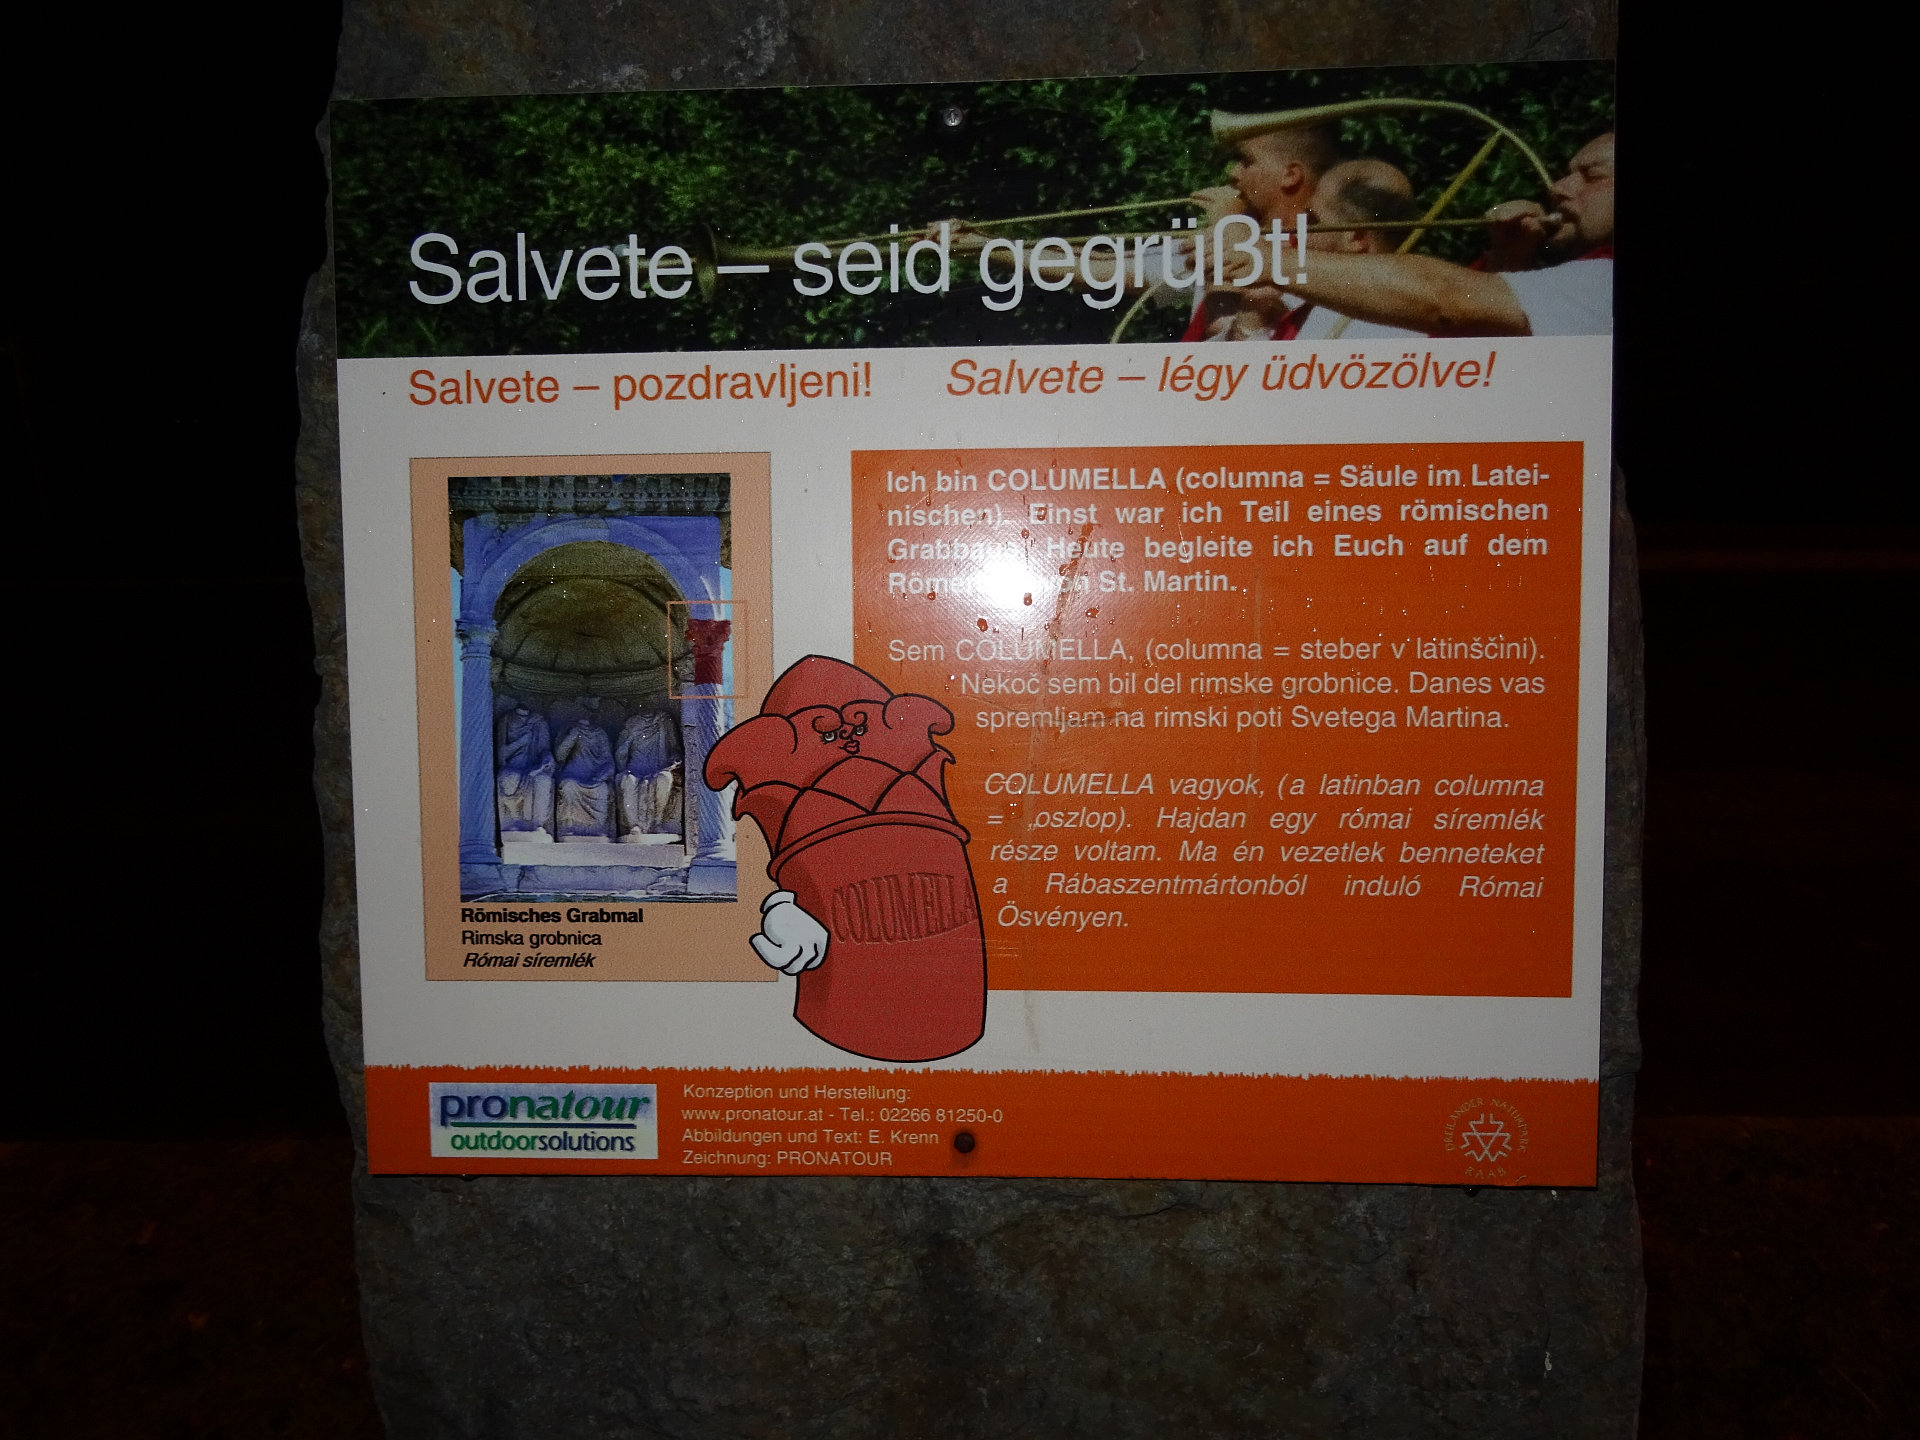 Salvete – seid gegrüßt!
Salvete – pozdravljeni!
Salvete – légy üdvözölve!
Ich bin COLUMELLA (columna = Säule im Latei-
nischen). Einst war ich Teil eines römischen
Heute begleite ich Euch auf dem
St. Martin.
Sem COLUMELLA, (columna = steber v latinščini).
Nekoč sem bil del rimske grobnice. Danes vas
spremljam na rimski poti Svetega Martina.
COLUMELLA vagyok, (a latinban columna
= „oszlop). Hajdan egy római síremlék
része voltam. Ma én vezetlek benneteket
a Rábaszentmártonból induló Római
Ösvényen.
COLUMELLA
Römisches Grabmal
Rimska grobnica
Római síremlék
pronatour
outdoorsolutions
Konzeption und Herstellung:
www.pronatour.at - Tel.: 02266 81250-0
Abbildungen und Text: E. Krenn
Zeichnung: PRONATOUR
DREILÄNDER NATURPARK
RAAB